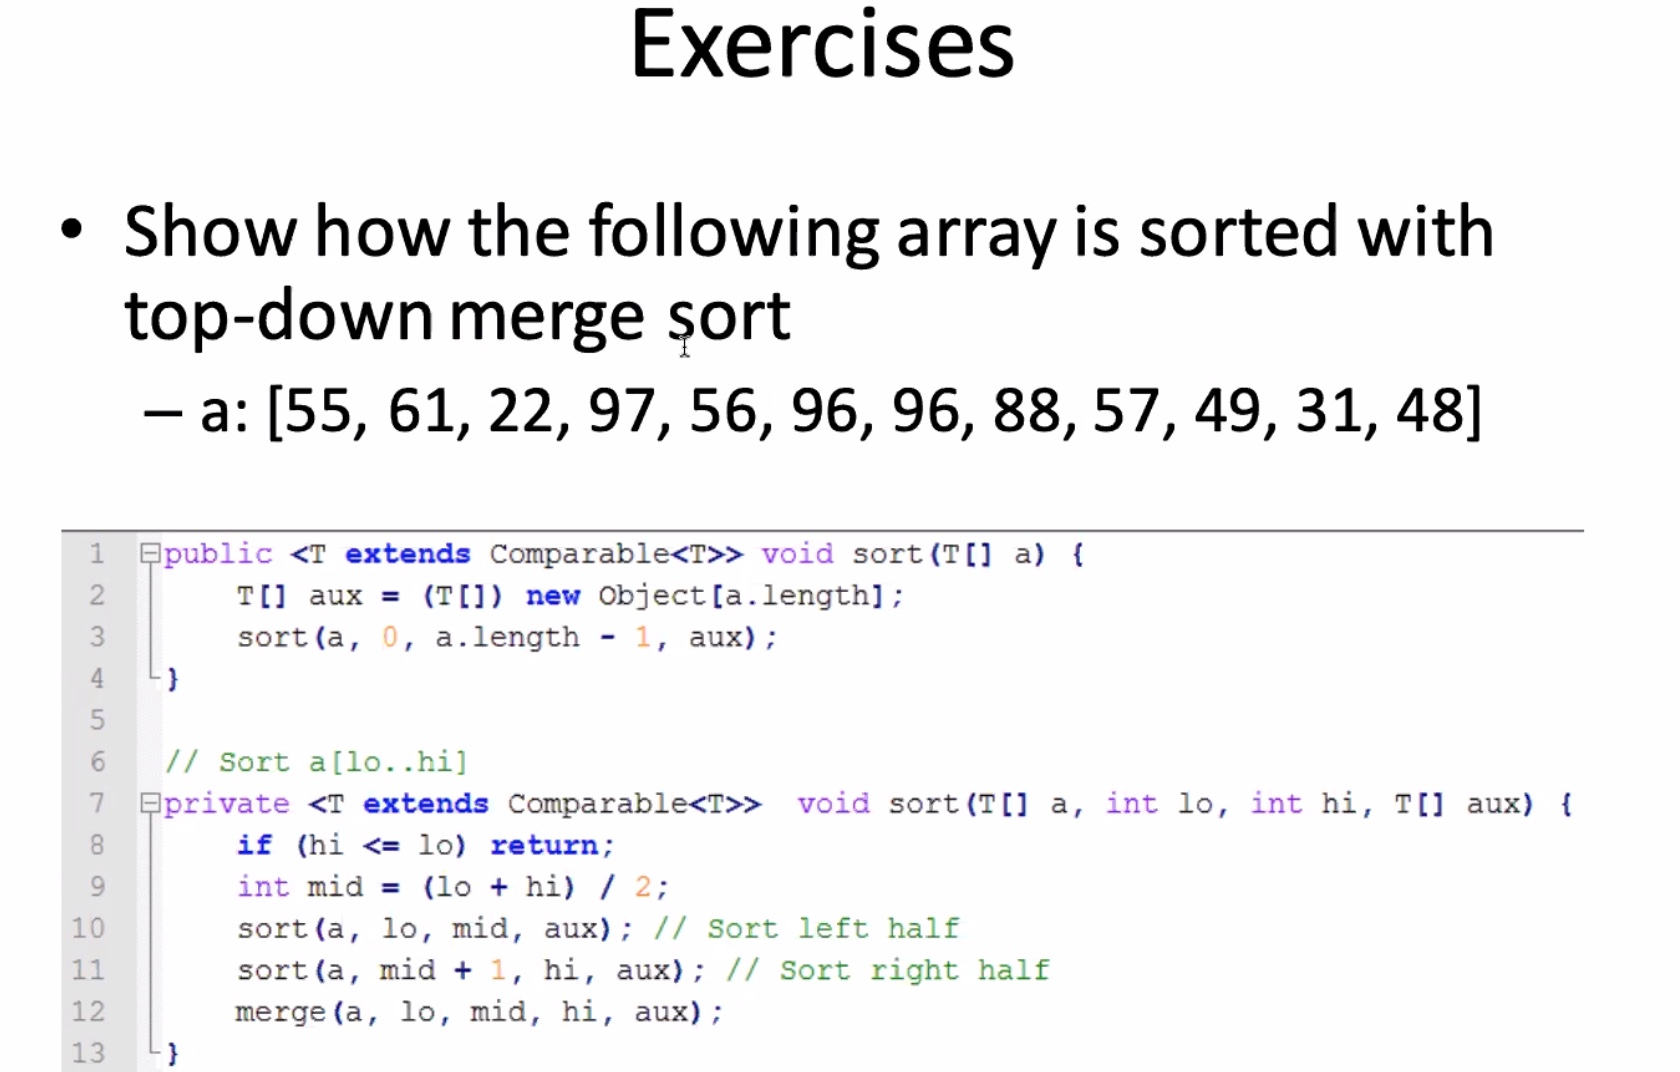 Exercises
• Show how the following array is sorted with
top-down merge sort
– a: [55, 61, 22, 97, 56, 96, 96, 88, 57, 49, 31, 48]
1 public <T extends Comparable<T>> void sort(T[] a) {
2     T[] aux = (T[]) new Object[a.length];
3     sort(a, 0, a.length - 1, aux);
4 }
5
6 // Sort a[lo..hi]
7 private <T extends Comparable<T>>  void sort(T[] a, int lo, int hi, T[] aux) {
8     if (hi <= lo) return;
9     int mid = (lo + hi) / 2;
10     sort(a, lo, mid, aux); // Sort left half
11     sort(a, mid + 1, hi, aux); // Sort right half
12     merge(a, lo, mid, hi, aux);
13 }